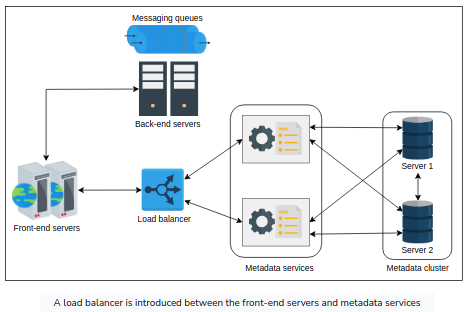 Messaging queues
Back-end servers
Front-end servers
Load balancer
Metadata services
Server 1
Server 2
Metadata cluster
A load balancer is introduced between the front-end servers and metadata services